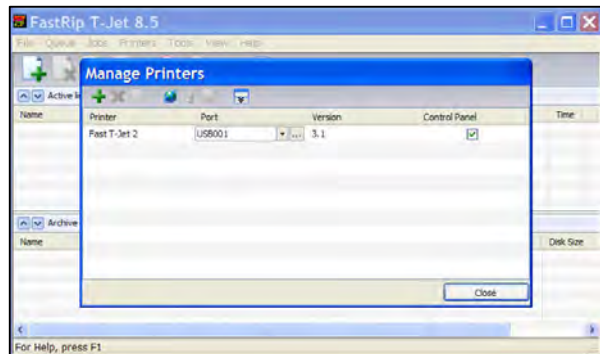 FastRip T-Jet 8.5
File Queue Jobs Printers Tools View Help
Manage Printers
Active
Name
Time
Printer Port Version Control Panel
Fast T-Jet 2 USB001 ... 3.1
Archive
Name
Disk Size
Close
For Help, press F1